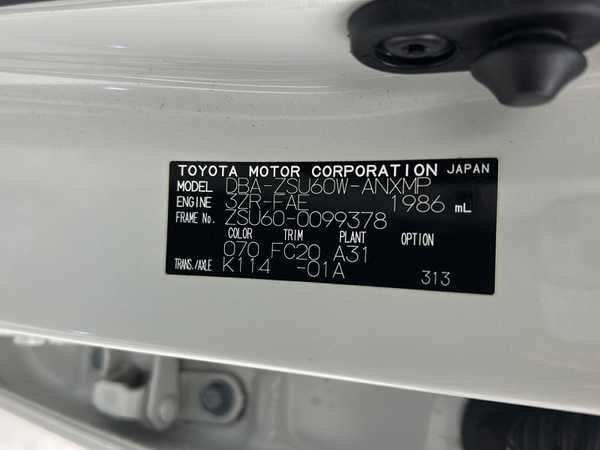 TOYOTA MOTOR CORPORATION JAPAN
MODEL DBA-ZSU60W-ANXMP
ENGINE 3ZR-FAE 1986 mL
FRAME No. ZSU60-0099378
COLOR TRIM PLANT OPTION
070 FC20 A31
TRANS./AXLE K114 -01A 313